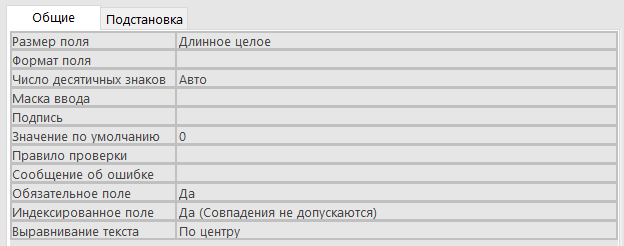 Общие Подстановка
Размер поля Длинное целое
Формат поля
Число десятичных знаков Авто
Маска ввода
Подпись
Значение по умолчанию 0
Правило проверки
Сообщение об ошибке
Обязательное поле Да
Индексированное поле Да (Совпадения не допускаются)
Выравнивание текста По центру